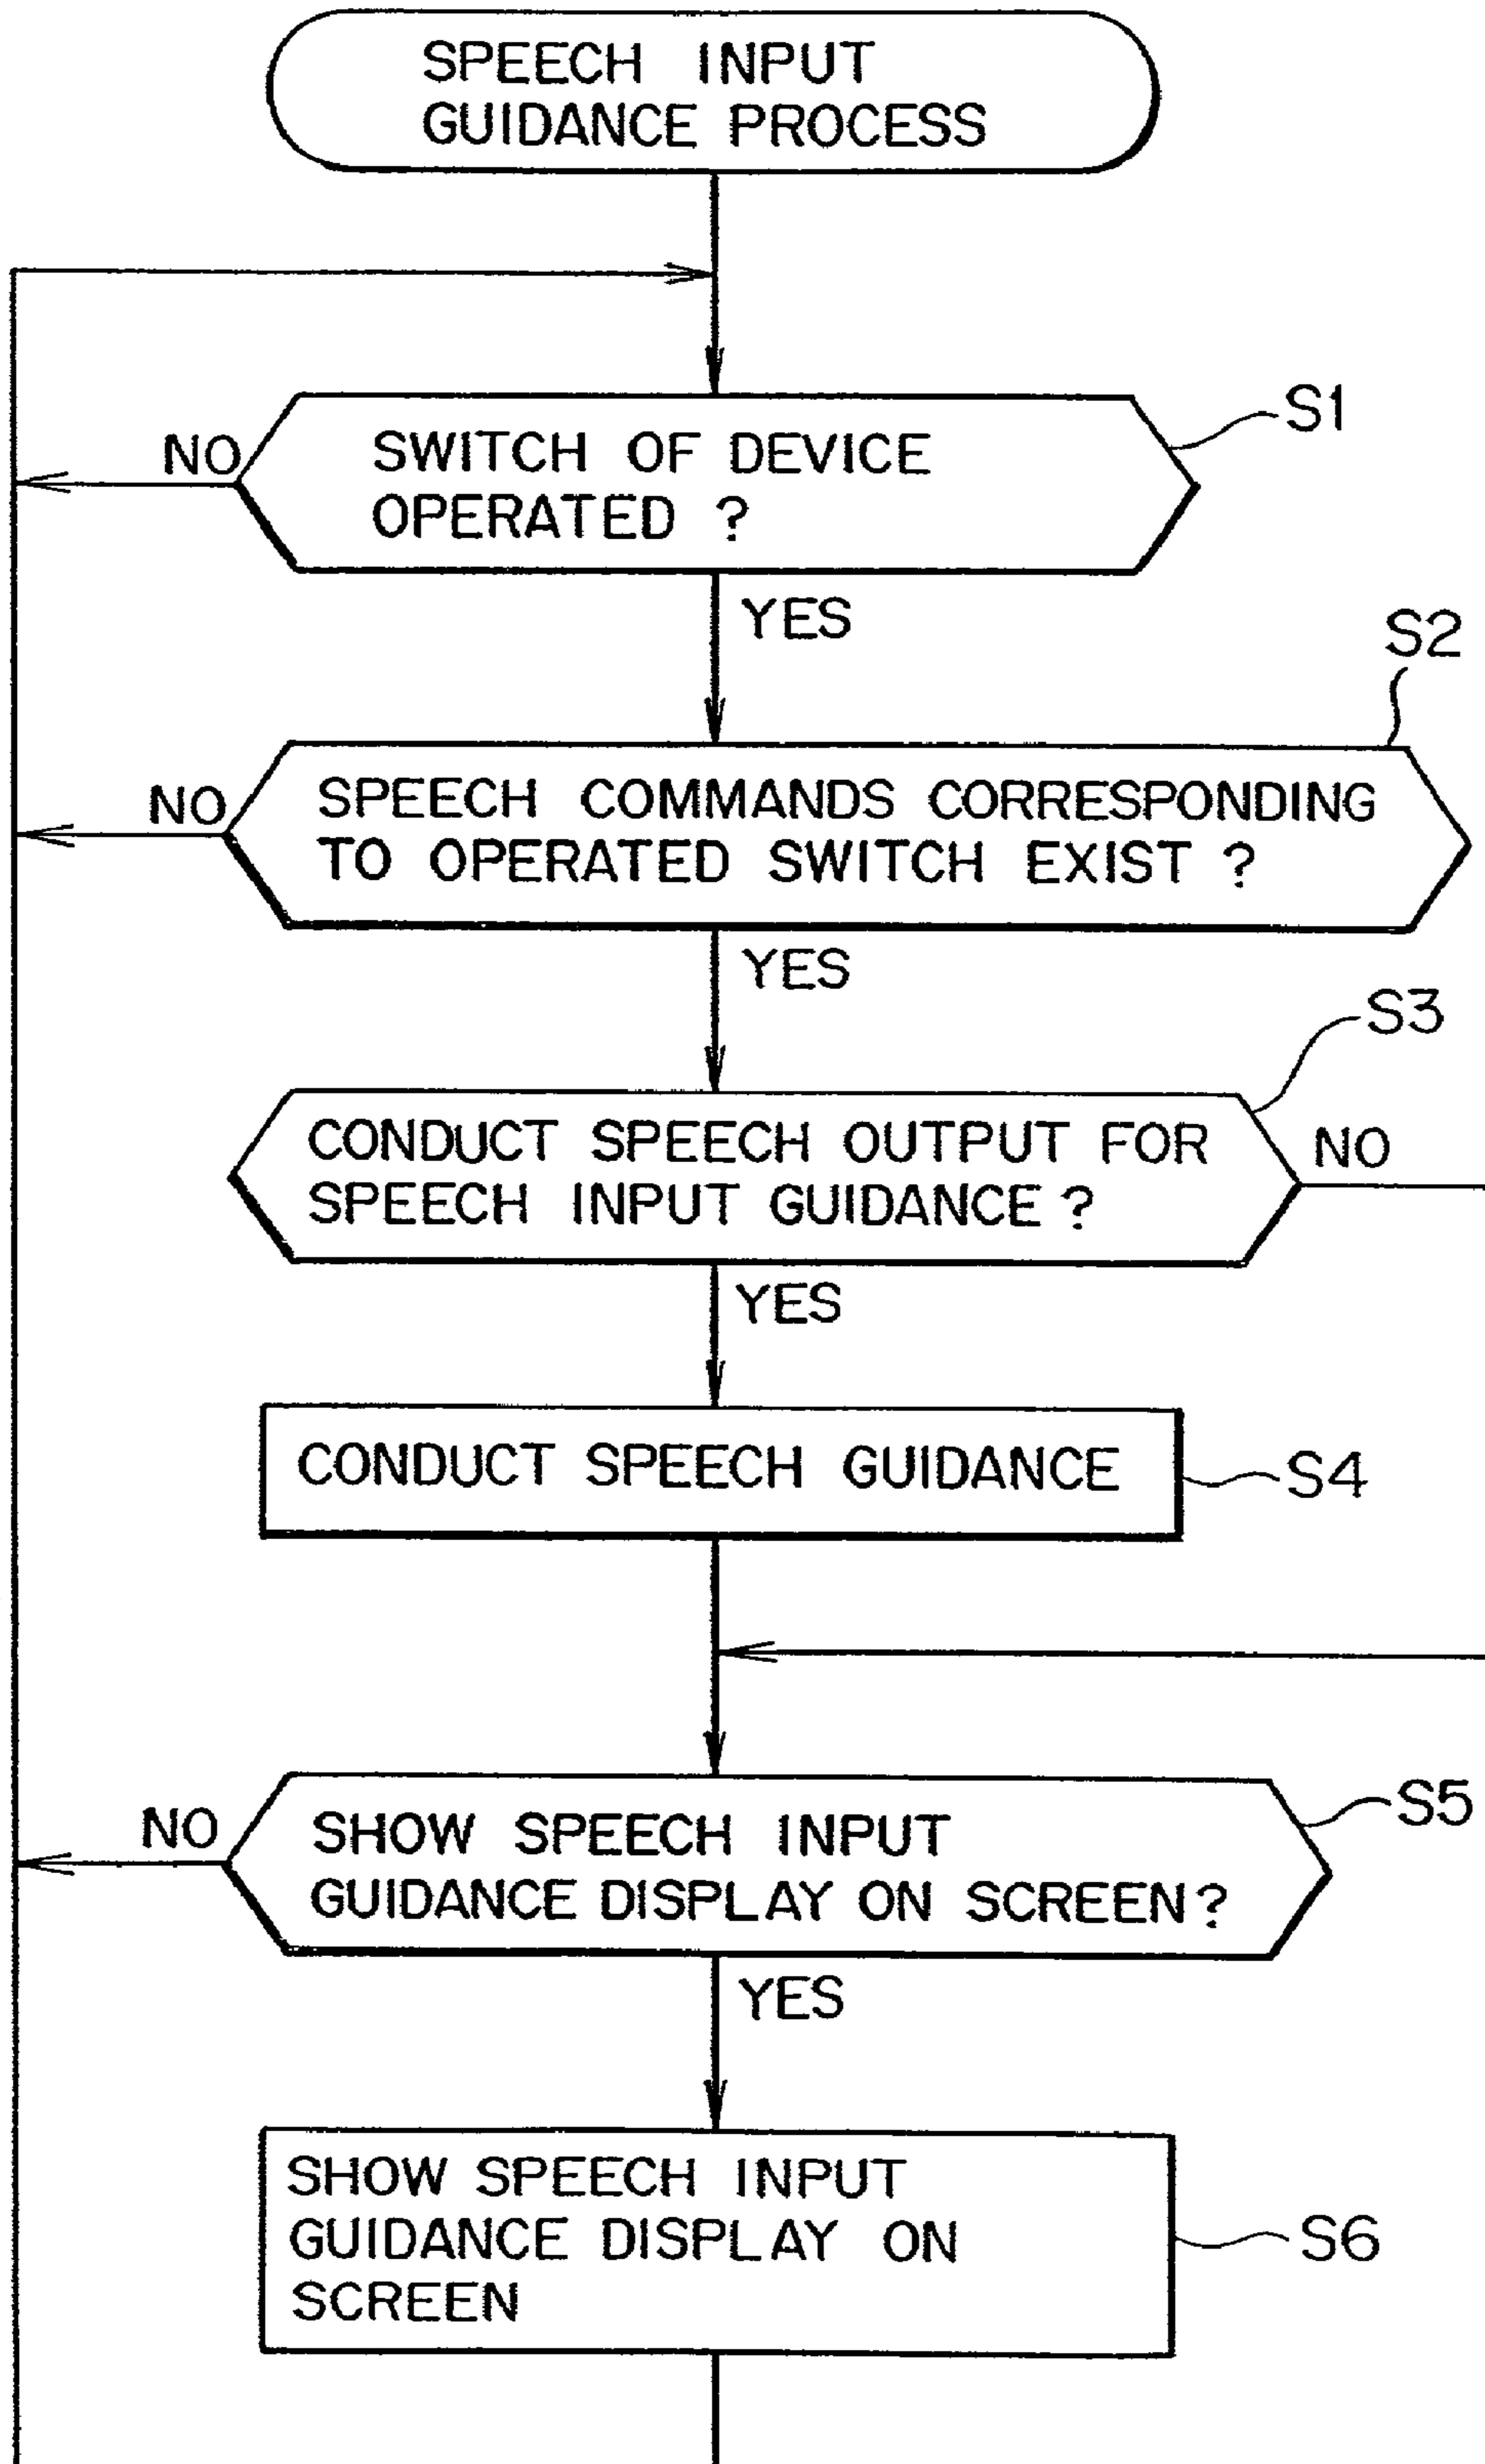 SPEECH INPUT
GUIDANCE PROCESS
S1
NO
SWITCH OF DEVICE
OPERATED ?
YES
S2
NO
SPEECH COMMANDS CORRESPONDING
TO OPERATED SWITCH EXIST ?
YES
S3
CONDUCT SPEECH OUTPUT FOR
SPEECH INPUT GUIDANCE ?
NO
YES
CONDUCT SPEECH GUIDANCE
S4
S5
NO
SHOW SPEECH INPUT
GUIDANCE DISPLAY ON SCREEN ?
YES
SHOW SPEECH INPUT
GUIDANCE DISPLAY ON
SCREEN
S6